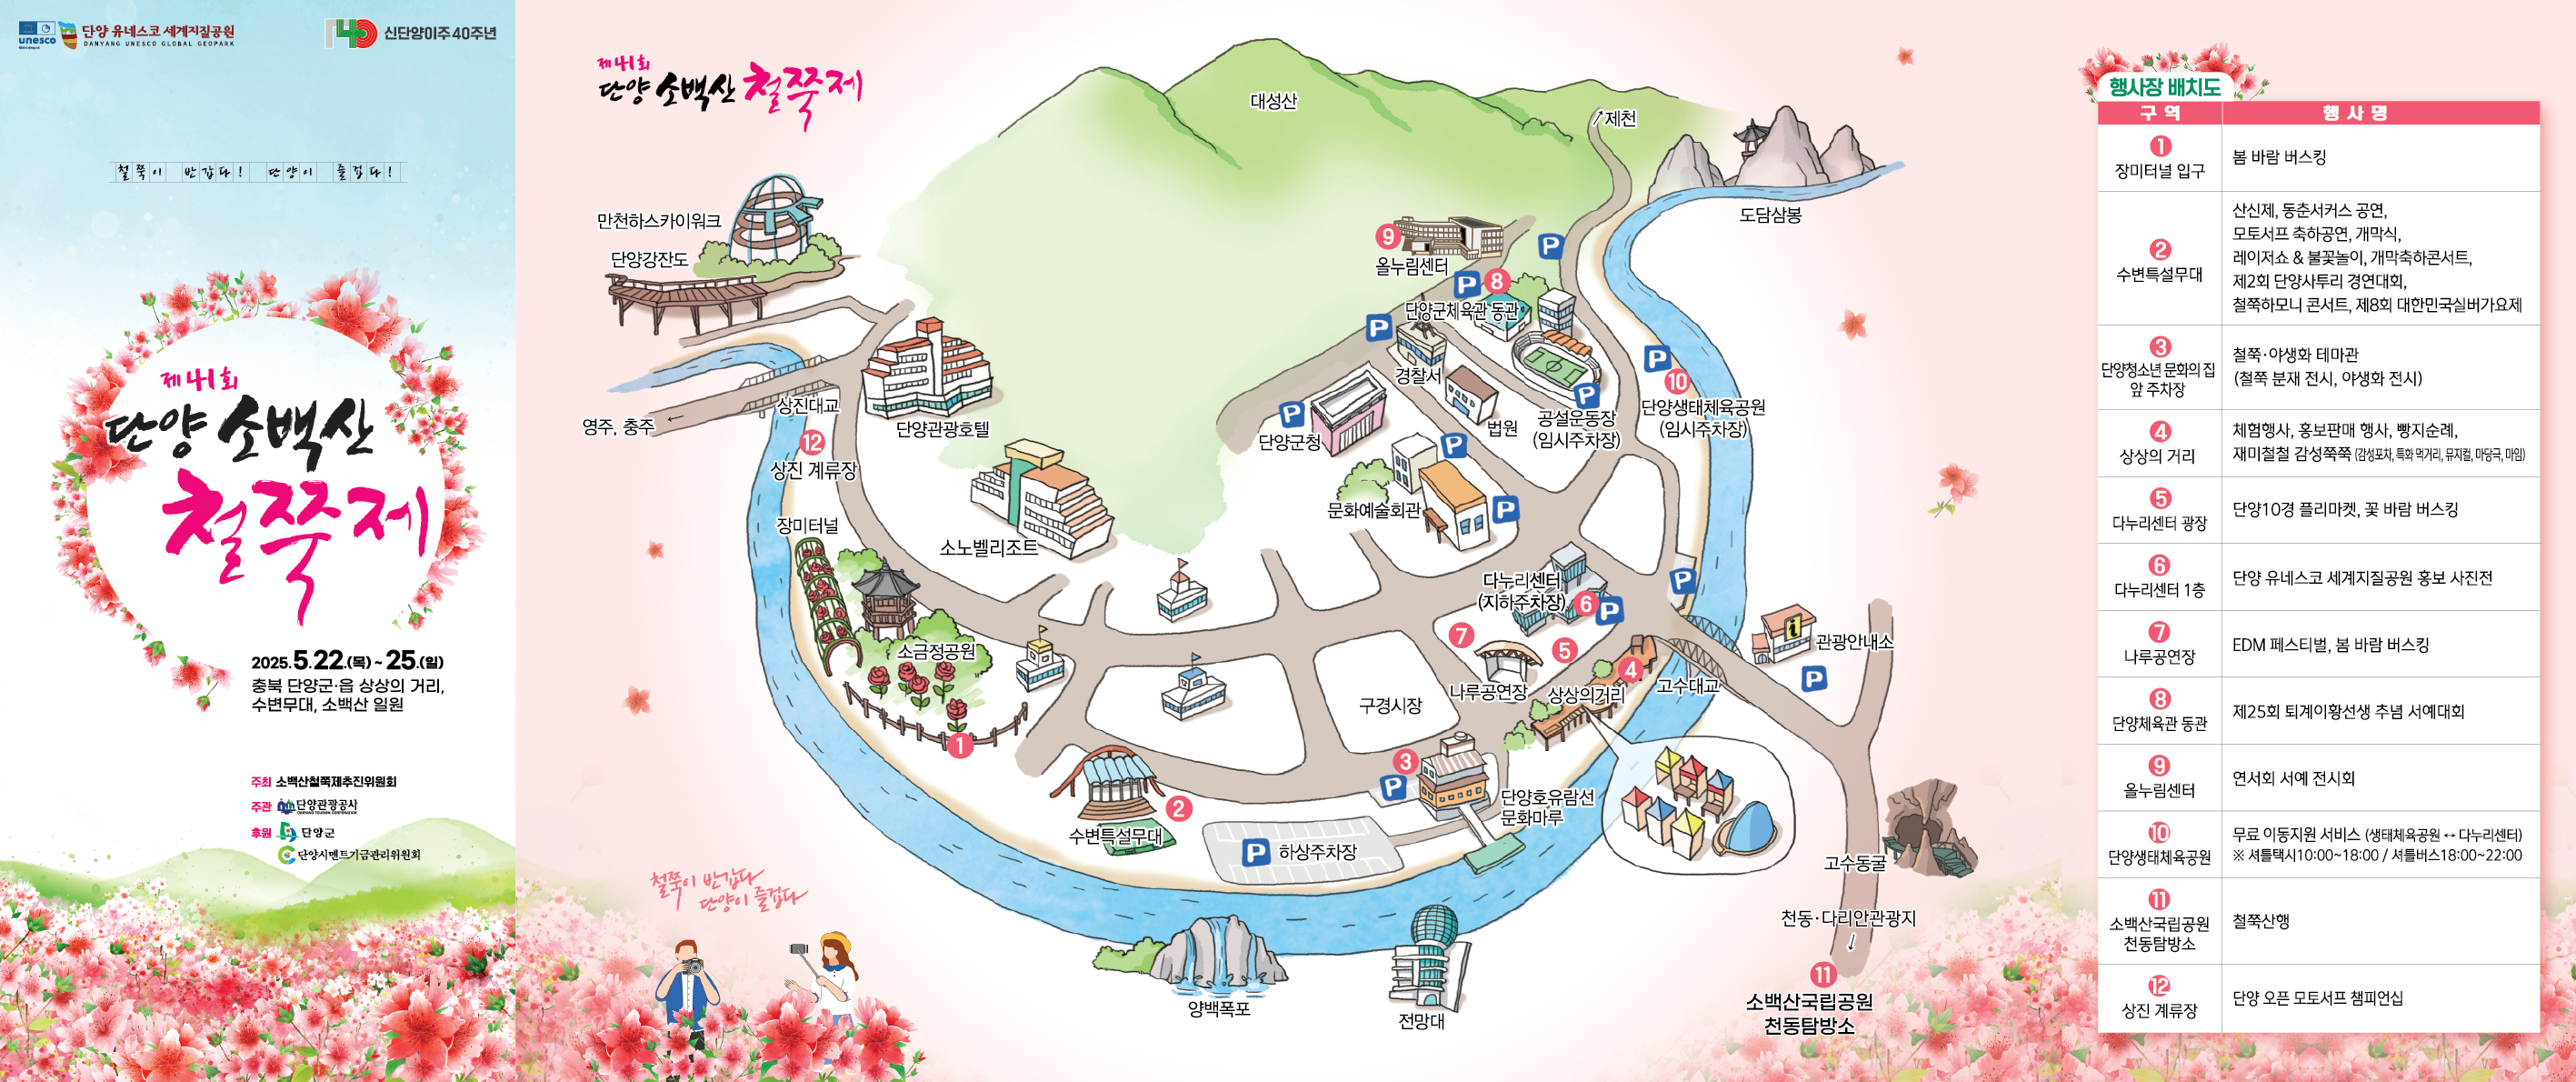 unesco
단양 유네스코 세계지질공원
DANYANG UNESCO GLOBAL GEOPARK
신단양이주 40주년
철쭉이 반갑다! 단양이 즐겁다!
제41회
단양 소백산
철쭉제
2025.5.22.(목) ~ 25.(일)
충북 단양군·읍 상상의 거리,
수변무대, 소백산 일원
주최 소백산철쭉제추진위원회
주관 단양관광공사
DANYANG TOURISM CORPORATION
후원 단양군
단양시멘트기금관리위원회
제41회
단양 소백산 철쭉제
대성산
↗제천
도담삼봉
만천하스카이워크
단양강잔도
9
올누림센터
P
P
8
단양군체육관 동관
P
경찰서
P
10
단양생태체육공원
(임시주차장)
P
공설운동장
(임시주차장)
법원
P
단양군청
영주, 충주 ←
상진대교
12
상진 계류장
단양관광호텔
P
문화예술회관
P
장미터널
소노벨리조트
다누리센터
(지하주차장)
6
P
P
7
5
소금정공원
나루공연장
4
상상의거리
고수대교
관광안내소
P
구경시장
1
3
P
2
수변특설무대
단양호유람선
문화마루
P 하상주차장
고수동굴
철쭉이 반갑다
단양이 즐겁다
천동·다리안관광지
↓
11
소백산국립공원
천동탐방소
양백폭포
전망대
행사장 배치도
구 역 행 사 명
1
장미터널 입구
봄 바람 버스킹
2
수변특설무대
산신제, 동춘서커스 공연,
모토서프 축하공연, 개막식,
레이저쇼 & 불꽃놀이, 개막축하콘서트,
제2회 단양사투리 경연대회,
철쭉하모니 콘서트, 제8회 대한민국실버가요제
3
단양청소년 문화의 집
앞 주차장
철쭉·야생화 테마관
(철쭉 분재 전시, 야생화 전시)
4
상상의 거리
체험행사, 홍보판매 행사, 빵지순례,
재미철철 감성쭉쭉 (감성포차, 특화 먹거리, 뮤지컬, 마당극, 마임)
5
다누리센터 광장
단양10경 플리마켓, 꽃 바람 버스킹
6
다누리센터 1층
단양 유네스코 세계지질공원 홍보 사진전
7
나루공연장
EDM 페스티벌, 봄 바람 버스킹
8
단양체육관 동관
제25회 퇴계이황선생 추념 서예대회
9
올누림센터
연서회 서예 전시회
10
단양생태체육공원
무료 이동지원 서비스 (생태체육공원 ↔ 다누리센터)
※ 셔틀택시10:00~18:00 / 셔틀버스18:00~22:00
11
소백산국립공원
천동탐방소
철쭉산행
12
상진 계류장
단양 오픈 모토서프 챔피언십